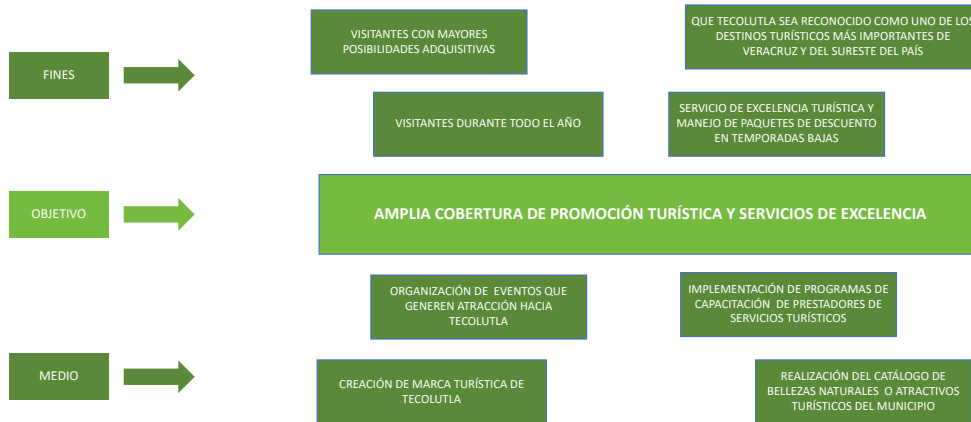 VISITANTES CON MAYORES
POSIBILIDADES ADQUISITIVAS
QUE TECOLUTLA SEA RECONOCIDO COMO UNO DE LOS
DESTINOS TURÍSTICOS MÁS IMPORTANTES DE
VERACRUZ Y DEL SURESTE DEL PAÍS
FINES
VISITANTES DURANTE TODO EL AÑO
SERVICIO DE EXCELENCIA TURÍSTICA Y
MANEJO DE PAQUETES DE DESCUENTO
EN TEMPORADAS BAJAS
OBJETIVO
AMPLIA COBERTURA DE PROMOCIÓN TURÍSTICA Y SERVICIOS DE EXCELENCIA
ORGANIZACIÓN DE EVENTOS QUE
GENEREN ATRACCIÓN HACIA
TECOLUTLA
IMPLEMENTACIÓN DE PROGRAMAS DE
CAPACITACIÓN DE PRESTADORES DE
SERVICIOS TURÍSTICOS
MEDIO
CREACIÓN DE MARCA TURÍSTICA DE
TECOLUTLA
REALIZACIÓN DEL CATÁLOGO DE
BELLEZAS NATURALES O ATRACTIVOS
TURÍSTICOS DEL MUNICIPIO